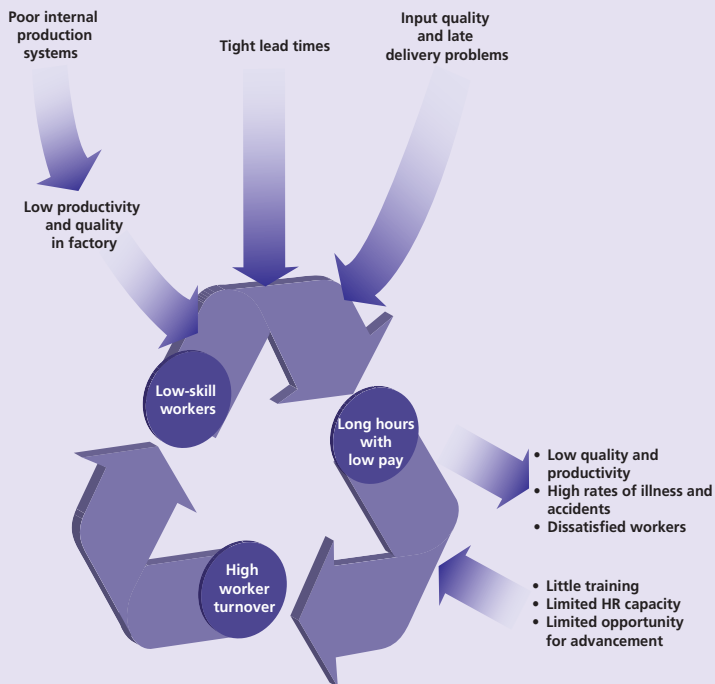 Poor internal
production
systems
Tight lead times
Input quality
and late
delivery problems
Low productivity
and quality
in factory
Low-skill
workers
Long hours
with
low pay
• Low quality and
productivity
• High rates of illness and
accidents
• Dissatisfied workers
High
worker
turnover
• Little training
• Limited HR capacity
• Limited opportunity
for advancement